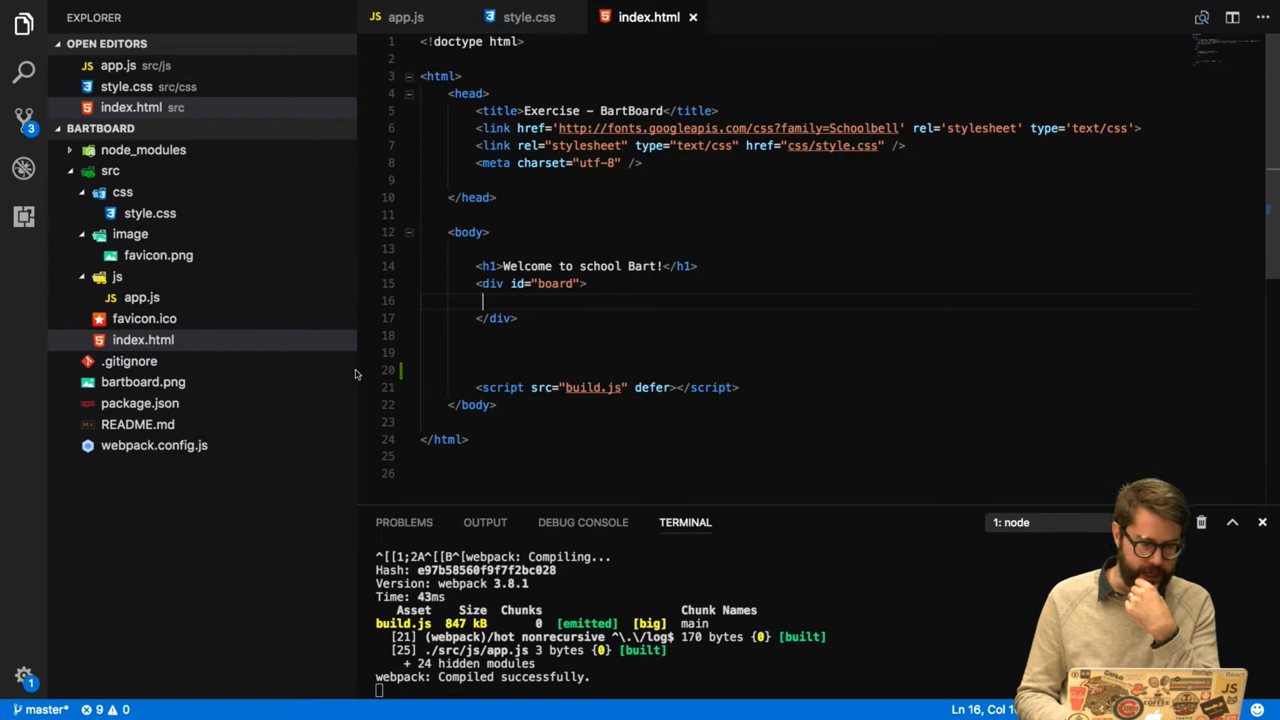 EXPLORER
OPEN EDITORS
JS app.js src/js
style.css src/css
index.html src
3
BARTBOARD
node_modules
src
css
style.css
image
favicon.png
js
JS app.js
favicon.ico
index.html
.gitignore
bartboard.png
package.json
README.md
webpack.config.js
JS app.js
style.css
index.html
1 <!doctype html>
2
3 <html>
4 <head>
5 <title>Exercise – BartBoard</title>
6 <link href='http://fonts.googleapis.com/css?family=Schoolbell' rel='stylesheet' type='text/css'>
7 <link rel="stylesheet" type="text/css" href="css/style.css" />
8 <meta charset="utf-8" />
9
10 </head>
11
12 <body>
13
14 <h1>Welcome to school Bart!</h1>
15 <div id="board">
16
17 </div>
18
19
20
21 <script src="build.js" defer></script>
22 </body>
23
24 </html>
25
26
PROBLEMS OUTPUT DEBUG CONSOLE TERMINAL
1: node
^[[1;2A^[[B^[webpack: Compiling...
Hash: e97b58560f9f7f2bc028
Version: webpack 3.8.1
Time: 43ms
Asset Size Chunks Chunk Names
build.js 847 kB 0 [emitted] [big] main
[21] (webpack)/hot nonrecursive ^\.\/log$ 170 bytes {0} [built]
[25] ./src/js/app.js 3 bytes {0} [built]
+ 24 hidden modules
webpack: Compiled successfully.
1
master* 9 0
Ln 16,
GitHub
React
JS